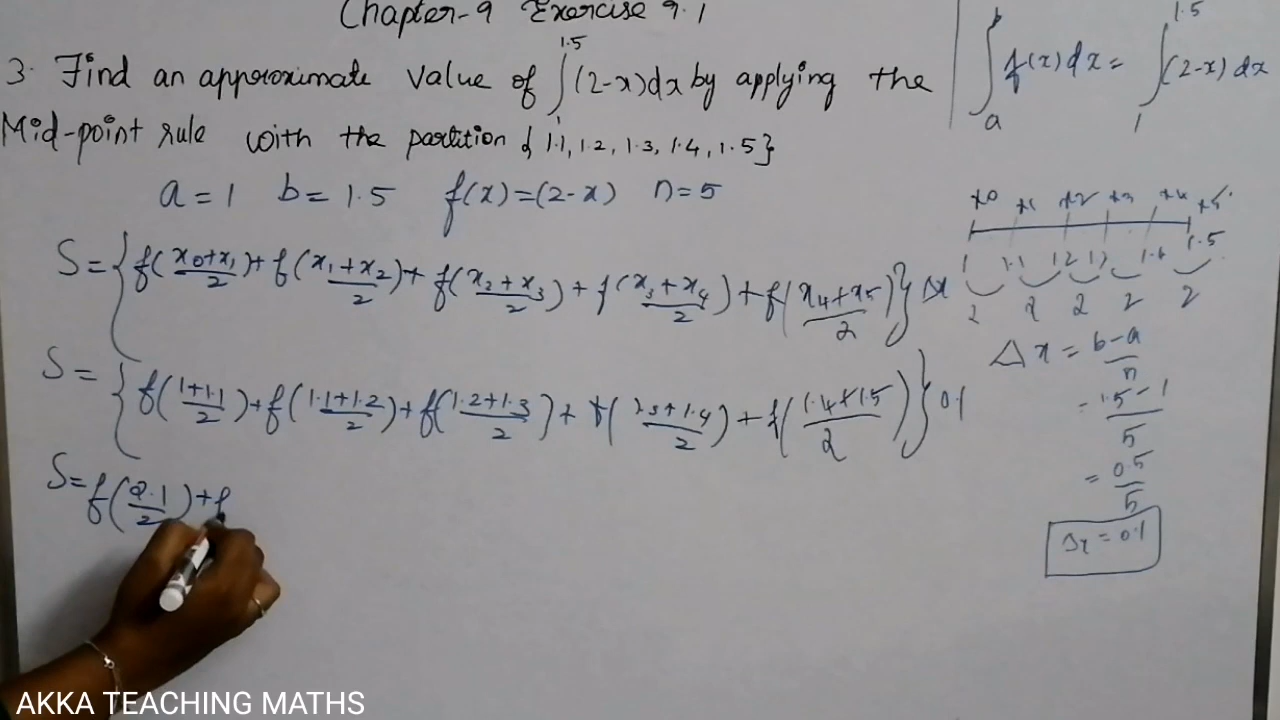 Chapter-9 Exercise 9.1
3. Find an approximate value of ∫₁^1.5 (2-x)dx by applying the
Mid-point rule with the partition {1.1, 1.2, 1.3, 1.4, 1.5}
a = 1 b = 1.5 f(x)=(2-x) n=5
S = {f((x0+x1)/2) + f((x1+x2)/2) + f((x2+x3)/2) + f((x3+x4)/2) + f((x4+x5)/2)} Δx
S = {f((1+1.1)/2) + f((1.1+1.2)/2) + f((1.2+1.3)/2) + f((1.3+1.4)/2) + f((1.4+1.5)/2)} 0.1
S = f(2.1/2) + f
∫ₐ^b f(x)dx = ∫₁^1.5 (2-x) dx
x0 x1 x2 x3 x4 x5
1 1.1 1.2 1.3 1.4 1.5
2 2 2 2 2
Δx = (b-a)/n
= (1.5-1)/5
= 0.5/5
Δx = 0.1
AKKA TEACHING MATHS